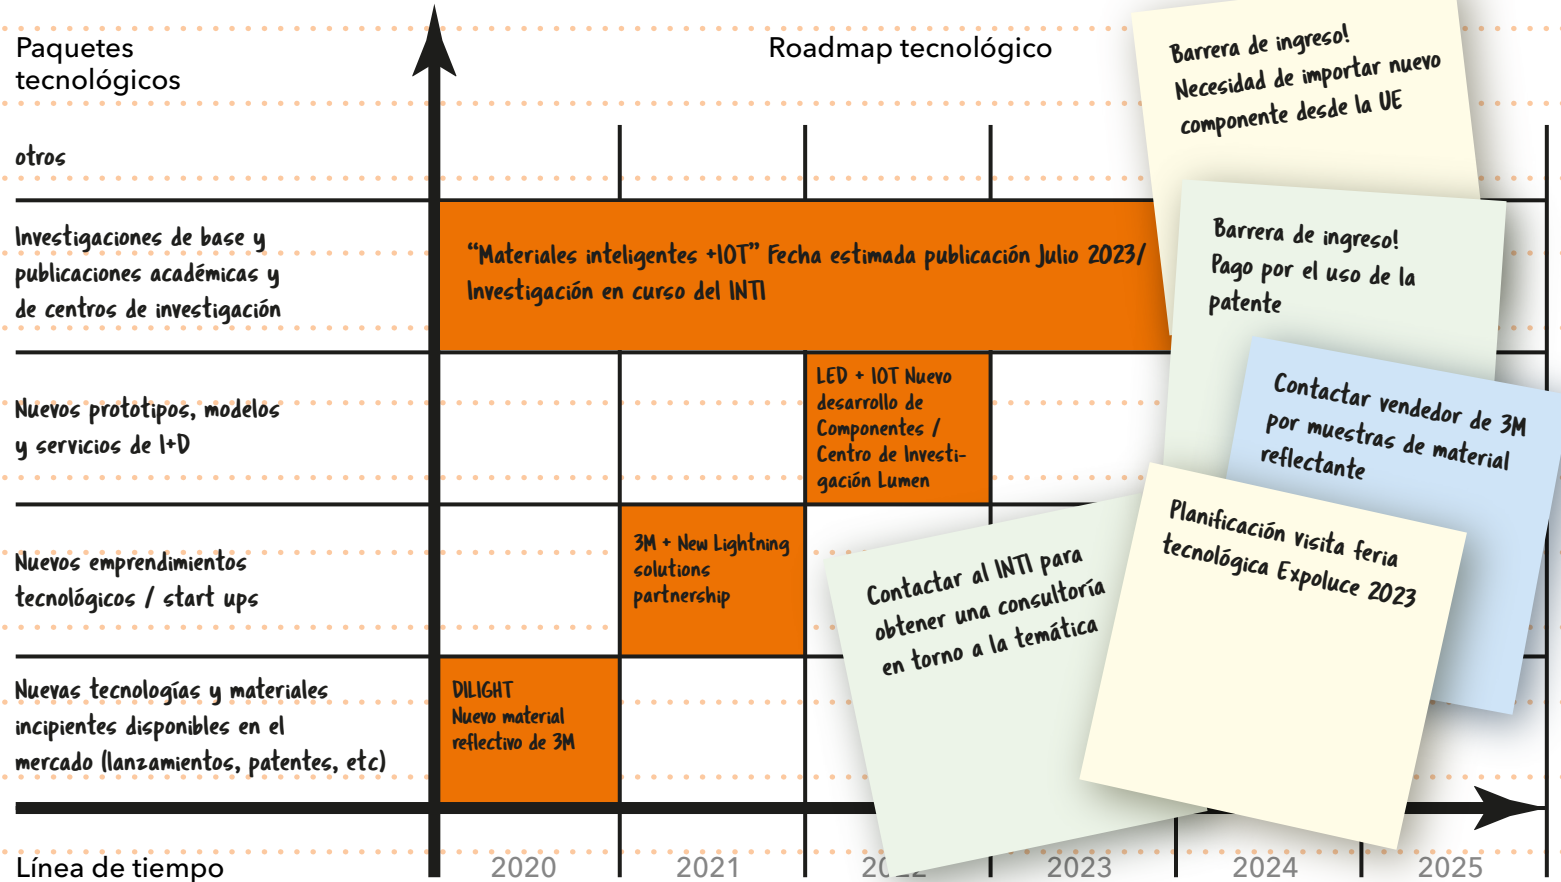 Paquetes
tecnológicos
Roadmap tecnológico
otros
Investigaciones de base y
publicaciones académicas y
de centros de investigación
“Materiales inteligentes +IOT” Fecha estimada publicación Julio 2023/
Investigación en curso del INTI
Nuevos prototipos, modelos
y servicios de I+D
LED + IOT Nuevo
desarrollo de
Componentes /
Centro de Investi-
gación Lumen
Nuevos emprendimientos
tecnológicos / start ups
3M + New Lightning
solutions
partnership
Nuevas tecnologías y materiales
incipientes disponibles en el
mercado (lanzamientos, patentes, etc)
DILIGHT
Nuevo material
reflectivo de 3M
Barrera de ingreso!
Necesidad de importar nuevo
componente desde la UE
Barrera de ingreso!
Pago por el uso de la
patente
Contactar vendedor de 3M
por muestras de material
reflectante
Contactar al INTI para
obtener una consultoría
en torno a la temática
Planificación visita feria
tecnológica Expoluce 2023
Línea de tiempo
2020
2021
2022
2023
2024
2025